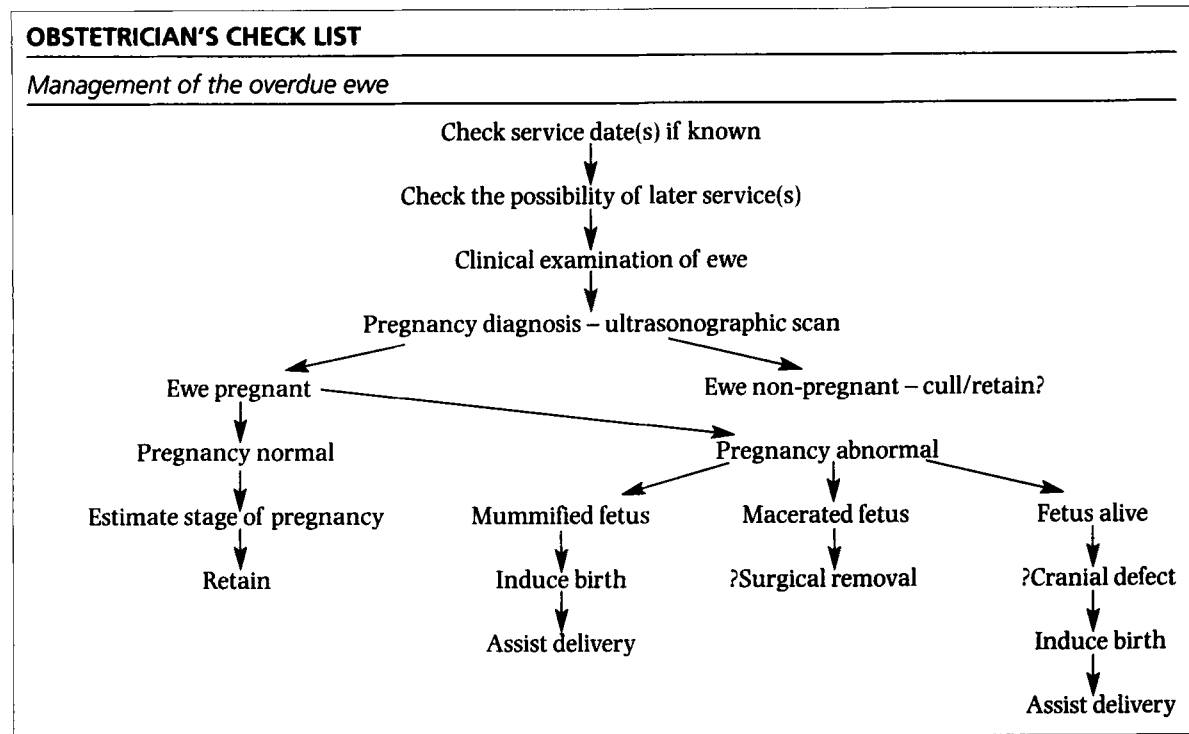 OBSTETRICIAN'S CHECK LIST
Management of the overdue ewe
Check service date(s) if known
Check the possibility of later service(s)
Clinical examination of ewe
Pregnancy diagnosis – ultrasonographic scan
Ewe pregnant
Ewe non-pregnant – cull/retain?
Pregnancy normal
Pregnancy abnormal
Estimate stage of pregnancy
Mummified fetus
Macerated fetus
Fetus alive
Retain
Induce birth
?Surgical removal
?Cranial defect
Assist delivery
Induce birth
Assist delivery